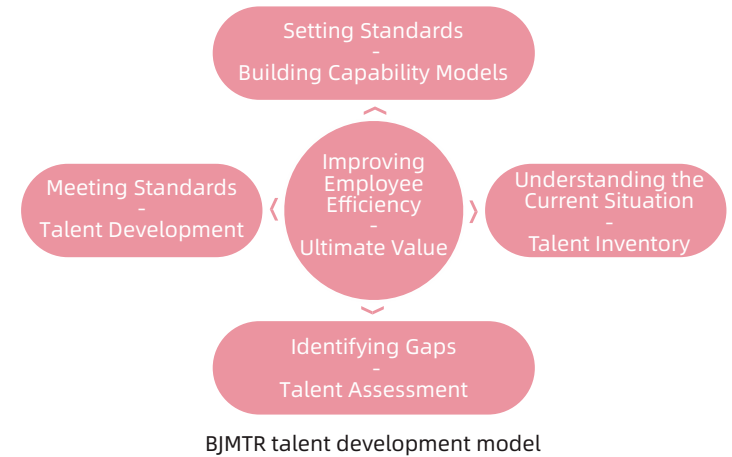 Setting Standards
-
Building Capability Models
Improving
Employee
Efficiency
-
Ultimate Value
Meeting Standards
-
Talent Development
Understanding the
Current Situation
-
Talent Inventory
Identifying Gaps
-
Talent Assessment
BJMTR talent development model